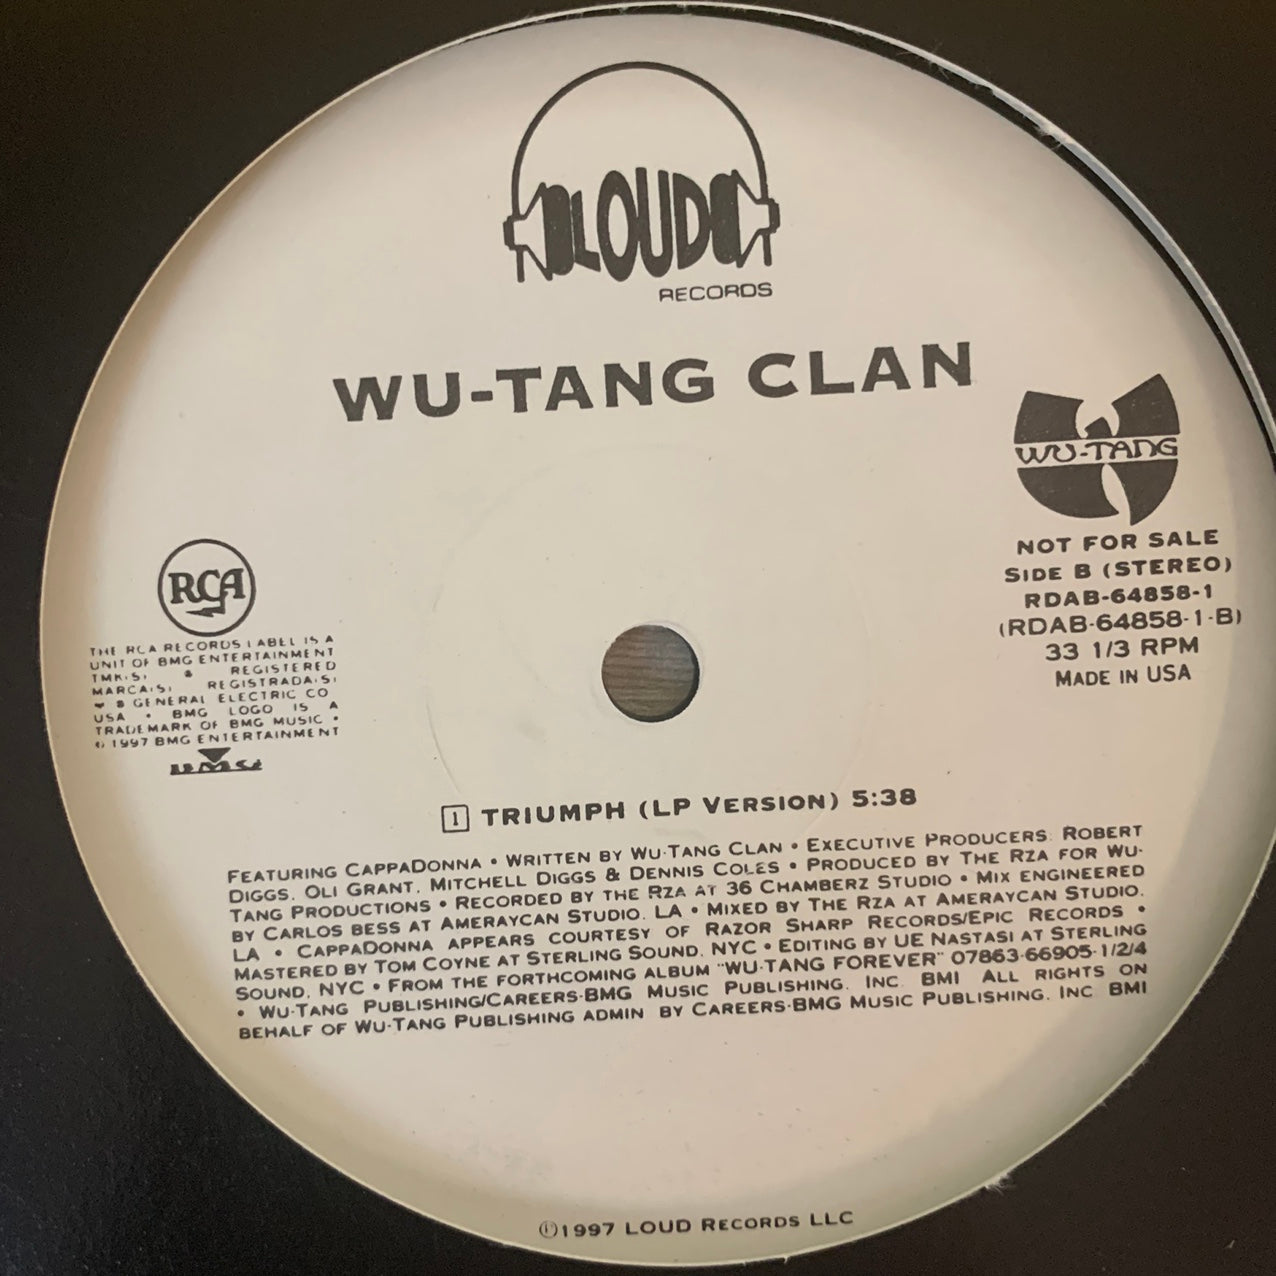 LOUD
RECORDS
WU-TANG CLAN
WU-TANG
NOT FOR SALE
SIDE B (STEREO)
RDAB-64858-1
(RDAB-64858-1-B)
33 1/3 RPM
MADE IN USA
RCA
THE RCA RECORDS LABEL IS A
UNIT OF BMG ENTERTAINMENT
TMK(S) ® REGISTERED
MARCA(S) REGISTRADA(S)
® GENERAL ELECTRIC CO
USA • BMG LOGO IS A
TRADEMARK OF BMG MUSIC •
© 1997 BMG ENTERTAINMENT
BMG
1 TRIUMPH (LP VERSION) 5:38
FEATURING CAPPADONNA • WRITTEN BY WU-TANG CLAN • EXECUTIVE PRODUCERS: ROBERT
DIGGS, OLI GRANT, MITCHELL DIGGS & DENNIS COLES • PRODUCED BY THE RZA FOR WU-
TANG PRODUCTIONS • RECORDED BY THE RZA AT 36 CHAMBERZ STUDIO • MIX ENGINEERED
BY CARLOS BESS AT AMERAYCAN STUDIO, LA • MIXED BY THE RZA AT AMERAYCAN STUDIO,
LA • CAPPADONNA APPEARS COURTESY OF RAZOR SHARP RECORDS/EPIC RECORDS •
MASTERED BY TOM COYNE AT STERLING SOUND, NYC • EDITING BY UE NASTASI AT STERLING
SOUND, NYC • FROM THE FORTHCOMING ALBUM "WU-TANG FOREVER" 07863-66905-1/2/4
• WU-TANG PUBLISHING/CAREERS-BMG MUSIC PUBLISHING, INC BMI ALL RIGHTS ON
BEHALF OF WU-TANG PUBLISHING ADMIN BY CAREERS-BMG MUSIC PUBLISHING, INC BMI
℗1997 LOUD RECORDS LLC